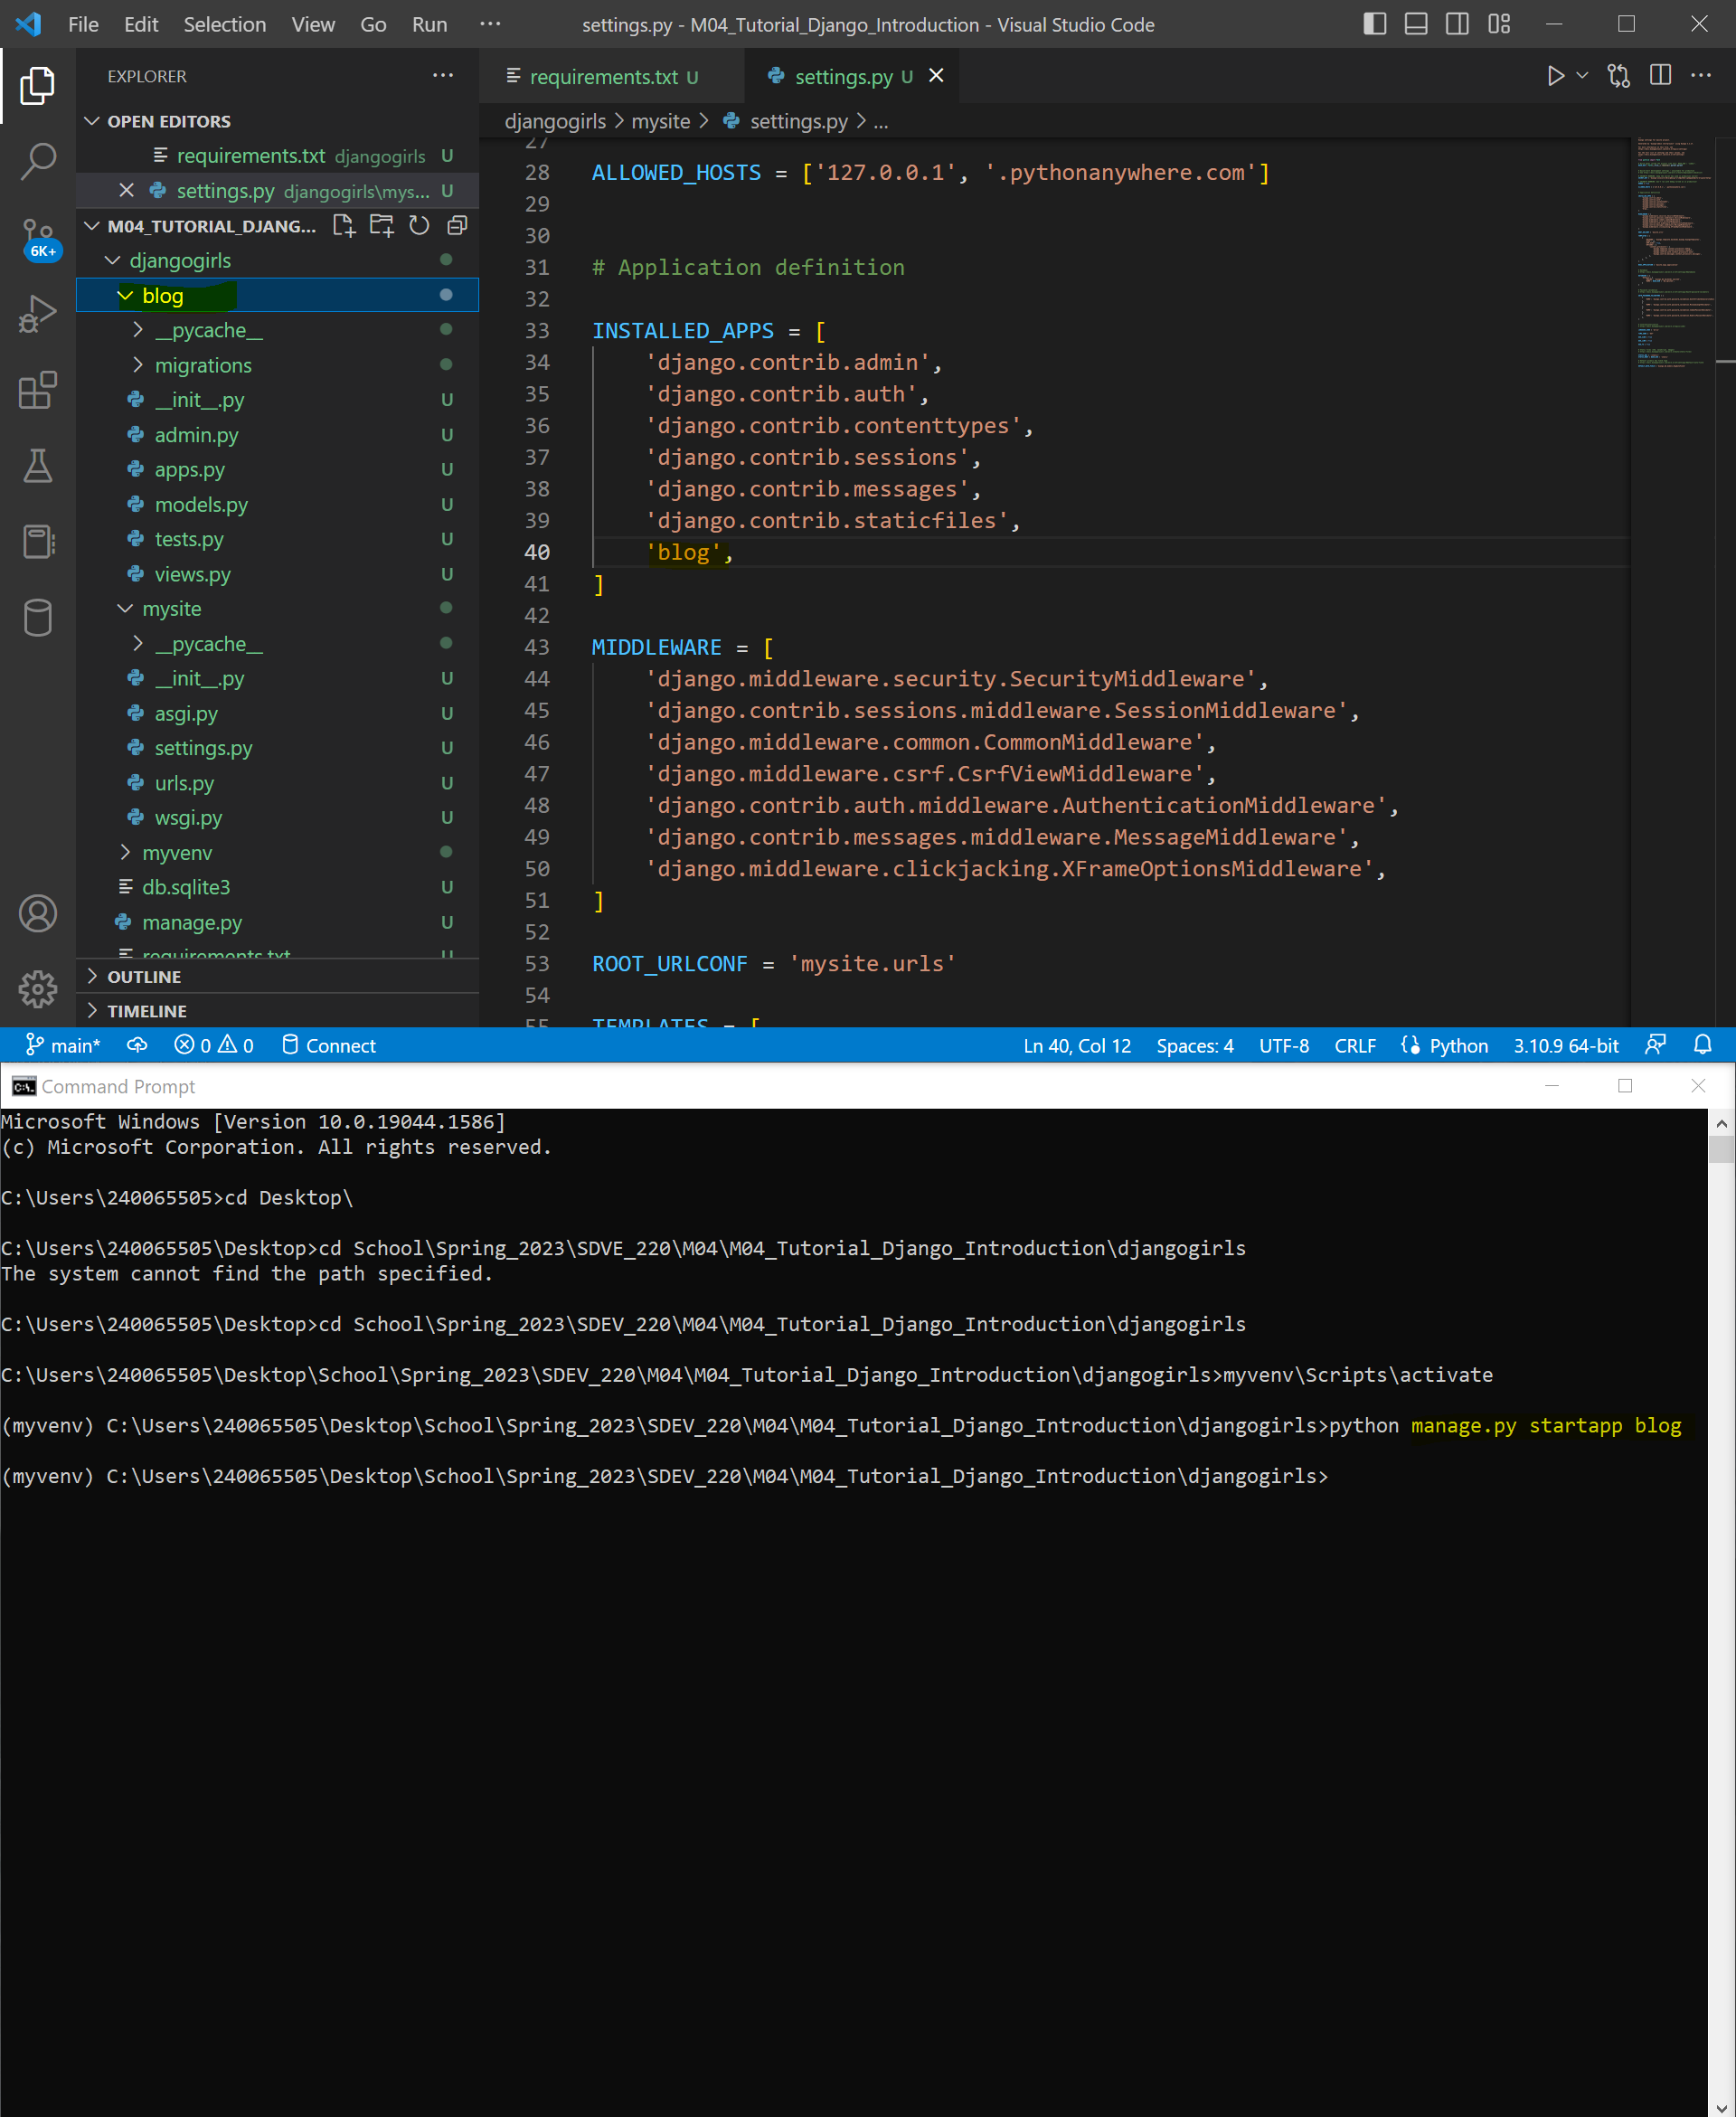 File Edit Selection View Go Run ··· settings.py - M04_Tutorial_Django_Introduction - Visual Studio Code
EXPLORER ···
OPEN EDITORS
requirements.txt djangogirls U
settings.py djangogirls\mys... U
M04_TUTORIAL_DJANG...
6K+
djangogirls
blog
__pycache__
migrations
__init__.py U
admin.py U
apps.py U
models.py U
tests.py U
views.py U
mysite
__pycache__
__init__.py U
asgi.py U
settings.py U
urls.py U
wsgi.py U
myvenv
db.sqlite3 U
manage.py U
requirements.txt U
OUTLINE
TIMELINE
requirements.txt U settings.py U
djangogirls > mysite > settings.py > ...
27
28 ALLOWED_HOSTS = ['127.0.0.1', '.pythonanywhere.com']
29
30
31 # Application definition
32
33 INSTALLED_APPS = [
34 'django.contrib.admin',
35 'django.contrib.auth',
36 'django.contrib.contenttypes',
37 'django.contrib.sessions',
38 'django.contrib.messages',
39 'django.contrib.staticfiles',
40 'blog',
41 ]
42
43 MIDDLEWARE = [
44 'django.middleware.security.SecurityMiddleware',
45 'django.contrib.sessions.middleware.SessionMiddleware',
46 'django.middleware.common.CommonMiddleware',
47 'django.middleware.csrf.CsrfViewMiddleware',
48 'django.contrib.auth.middleware.AuthenticationMiddleware',
49 'django.contrib.messages.middleware.MessageMiddleware',
50 'django.middleware.clickjacking.XFrameOptionsMiddleware',
51 ]
52
53 ROOT_URLCONF = 'mysite.urls'
54
55 TEMPLATES = [
main* 0 0 Connect Ln 40, Col 12 Spaces: 4 UTF-8 CRLF Python 3.10.9 64-bit
Command Prompt
Microsoft Windows [Version 10.0.19044.1586]
(c) Microsoft Corporation. All rights reserved.
C:\Users\240065505>cd Desktop\
C:\Users\240065505\Desktop>cd School\Spring_2023\SDVE_220\M04\M04_Tutorial_Django_Introduction\djangogirls
The system cannot find the path specified.
C:\Users\240065505\Desktop>cd School\Spring_2023\SDEV_220\M04\M04_Tutorial_Django_Introduction\djangogirls
C:\Users\240065505\Desktop\School\Spring_2023\SDEV_220\M04\M04_Tutorial_Django_Introduction\djangogirls>myvenv\Scripts\activate
(myvenv) C:\Users\240065505\Desktop\School\Spring_2023\SDEV_220\M04\M04_Tutorial_Django_Introduction\djangogirls>python manage.py startapp blog
(myvenv) C:\Users\240065505\Desktop\School\Spring_2023\SDEV_220\M04\M04_Tutorial_Django_Introduction\djangogirls>